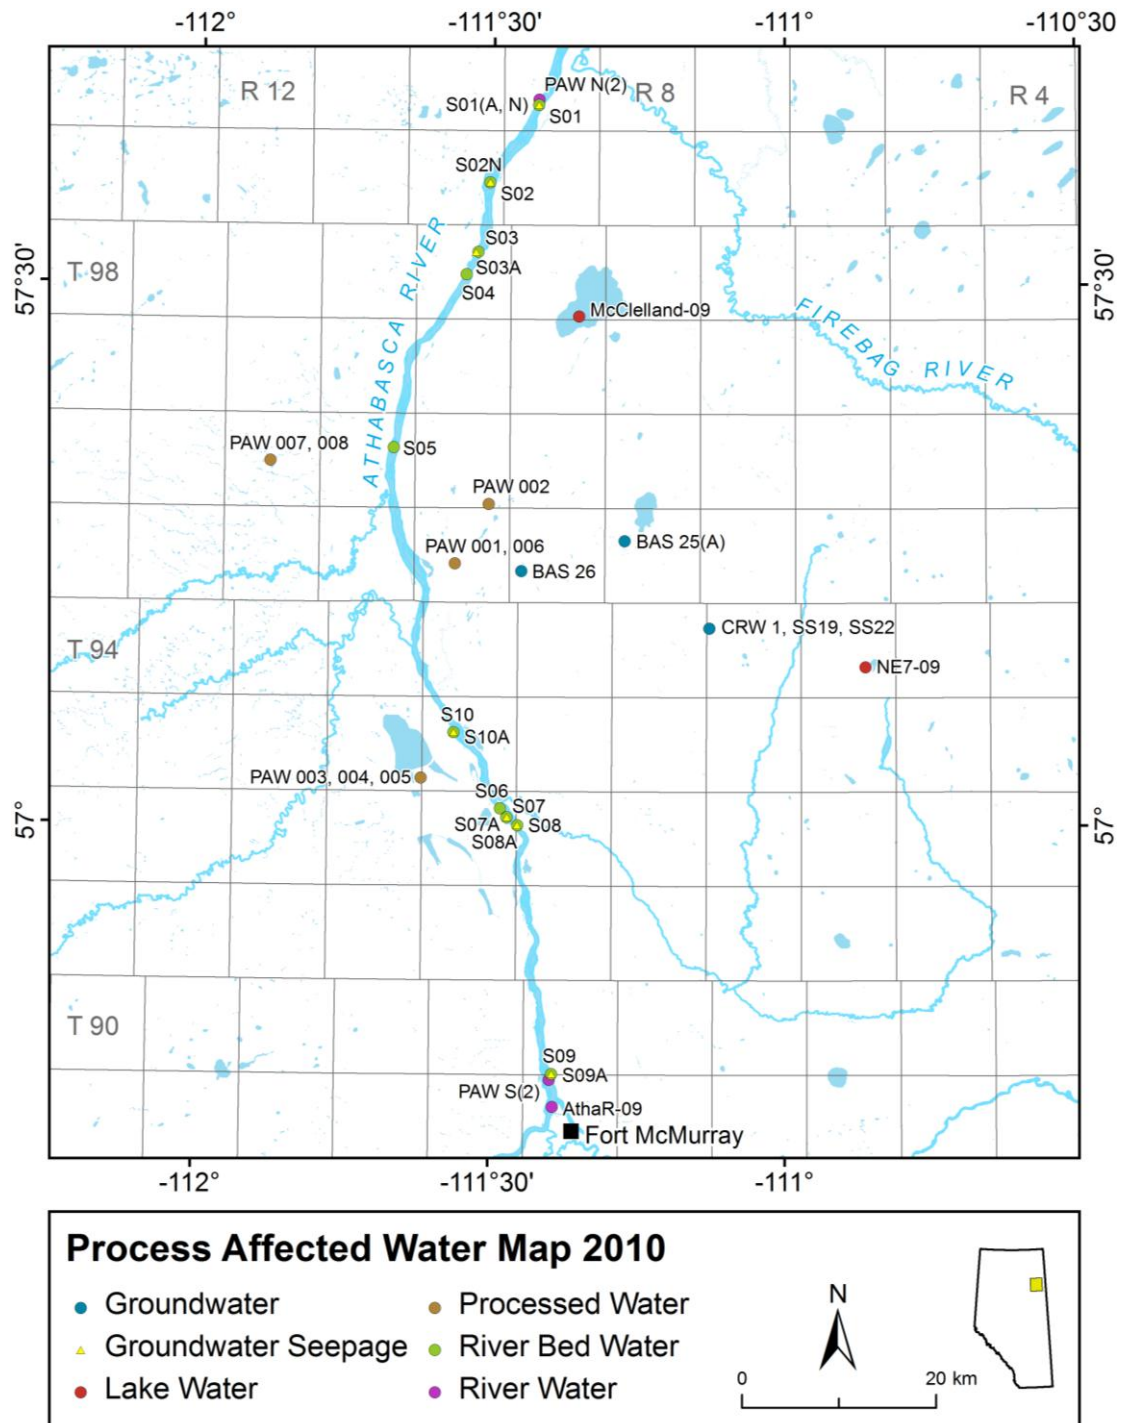 -112°
-111°30'
-111°
-110°30
R 12
R 8
R 4
PAW N(2)
S01(A, N)
S01
S02N
S02
57°30'
T 98
S03
S03A
S04
57°30'
McClelland-09
ATHABASCA RIVER
FIREBAG RIVER
PAW 007, 008
S05
PAW 002
PAW 001, 006
BAS 25(A)
BAS 26
CRW 1, SS19, SS22
T 94
NE7-09
S10
S10A
PAW 003, 004, 005
S06
S07
57°
S07A
S08
57°
S08A
T 90
S09
S09A
PAW S(2)
AthaR-09
Fort McMurray
-112°
-111°30'
-111°
Process Affected Water Map 2010
Groundwater
Groundwater Seepage
Lake Water
Processed Water
River Bed Water
River Water
N
0 20 km